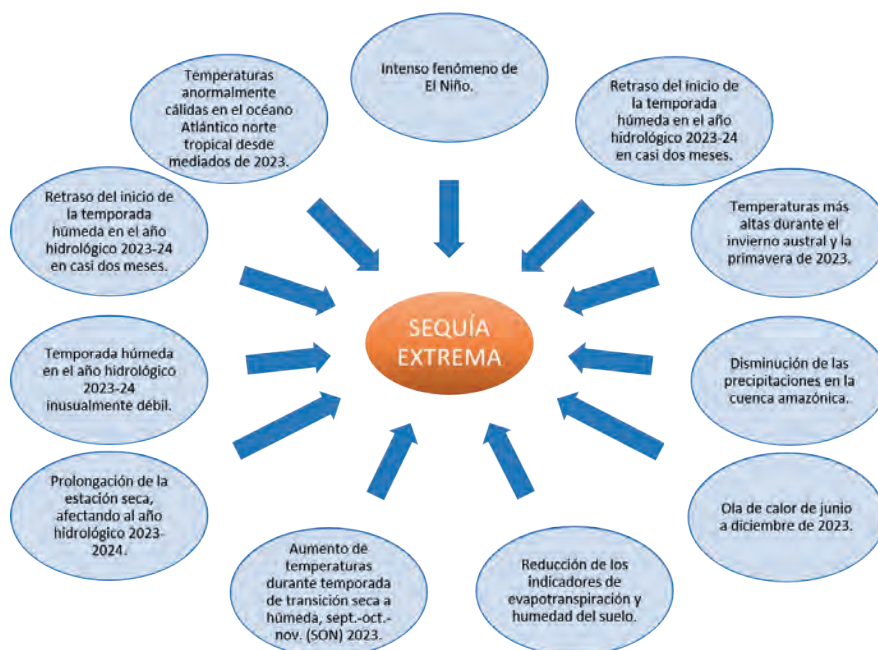 Intenso fenómeno de
El Niño.
Retraso del inicio de
la temporada
húmeda en el año
hidrológico 2023-24
en casi dos meses.
Temperaturas más
altas durante el
invierno austral y la
primavera de 2023.
Disminución de las
precipitaciones en la
cuenca amazónica.
Ola de calor de junio
a diciembre de 2023.
Reducción de los
indicadores de
evapotranspiración y
humedad del suelo.
Aumento de
temperaturas
durante temporada
de transición seca a
húmeda, sept.-oct.-
nov. (SON) 2023.
Prolongación de la
estación seca,
afectando al año
hidrológico 2023-
2024.
Temporada húmeda
en el año hidrológico
2023-24
inusualmente débil.
Retraso del inicio de
la temporada
húmeda en el año
hidrológico 2023-24
en casi dos meses.
Temperaturas
anormalmente
cálidas en el océano
Atlántico norte
tropical desde
mediados de 2023.
SEQUÍA
EXTREMA